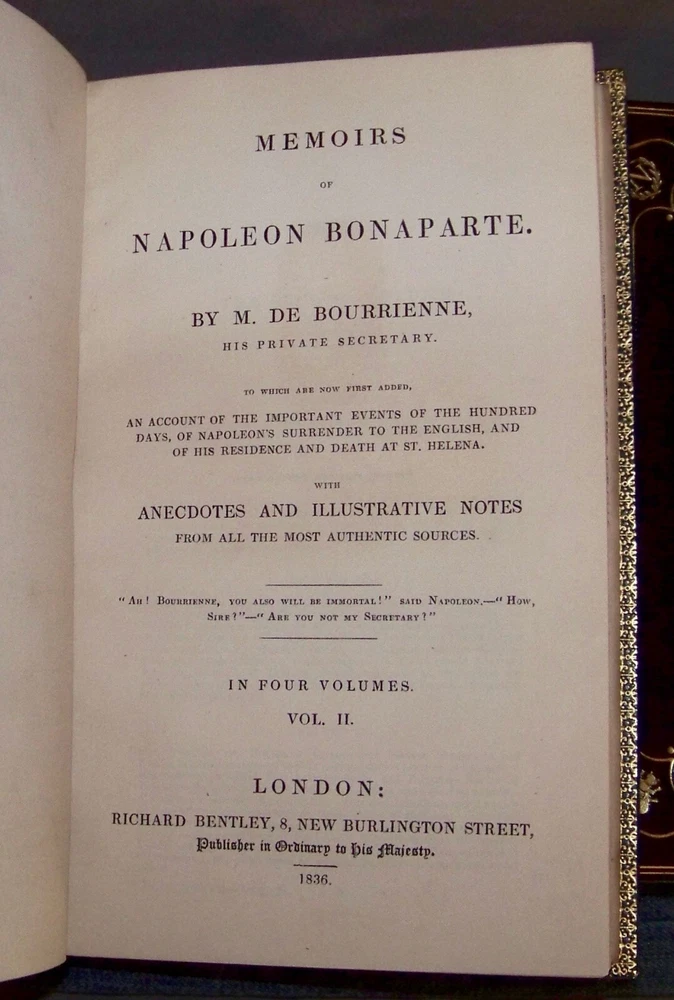 MEMOIRS
OF
NAPOLEON BONAPARTE.
BY M. DE BOURRIENNE,
HIS PRIVATE SECRETARY.
TO WHICH ARE NOW FIRST ADDED,
AN ACCOUNT OF THE IMPORTANT EVENTS OF THE HUNDRED
DAYS, OF NAPOLEON'S SURRENDER TO THE ENGLISH, AND
OF HIS RESIDENCE AND DEATH AT ST. HELENA.
WITH
ANECDOTES AND ILLUSTRATIVE NOTES
FROM ALL THE MOST AUTHENTIC SOURCES.
"Ah! Bourrienne, you also will be immortal!" said Napoleon.—"How,
Sire?"—"Are you not my Secretary?"
IN FOUR VOLUMES.
VOL. II.
LONDON:
RICHARD BENTLEY, 8, NEW BURLINGTON STREET,
Publisher in Ordinary to His Majesty.
1836.